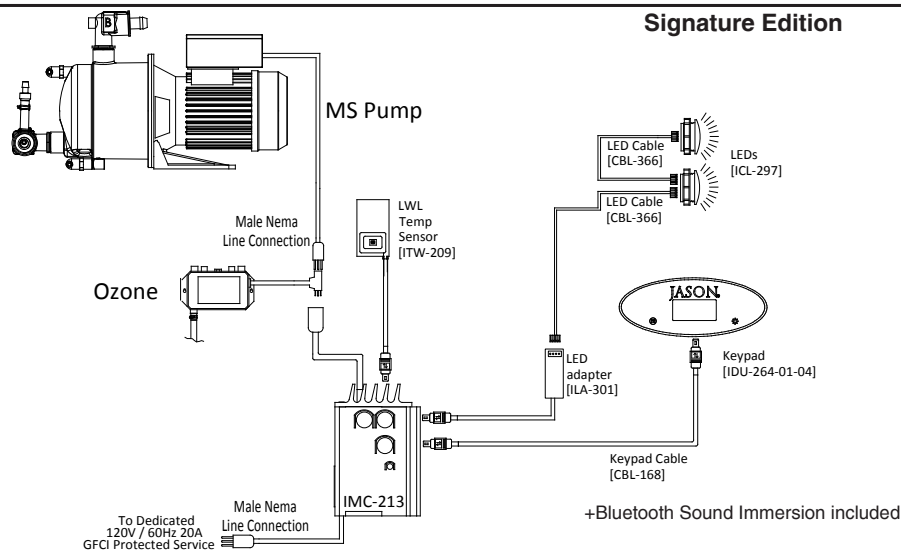 Signature Edition
MS Pump
LED Cable
[CBL-366]
LEDs
[ICL-297]
LED Cable
[CBL-366]
LWL
Temp
Sensor
[ITW-209]
Male Nema
Line Connection
Ozone
JASON.
LED
adapter
[ILA-301]
Keypad
[IDU-264-01-04]
IMC-213
Keypad Cable
[CBL-168]
+Bluetooth Sound Immersion included
Male Nema
Line Connection
To Dedicated
120V / 60Hz 20A
GFCI Protected Service